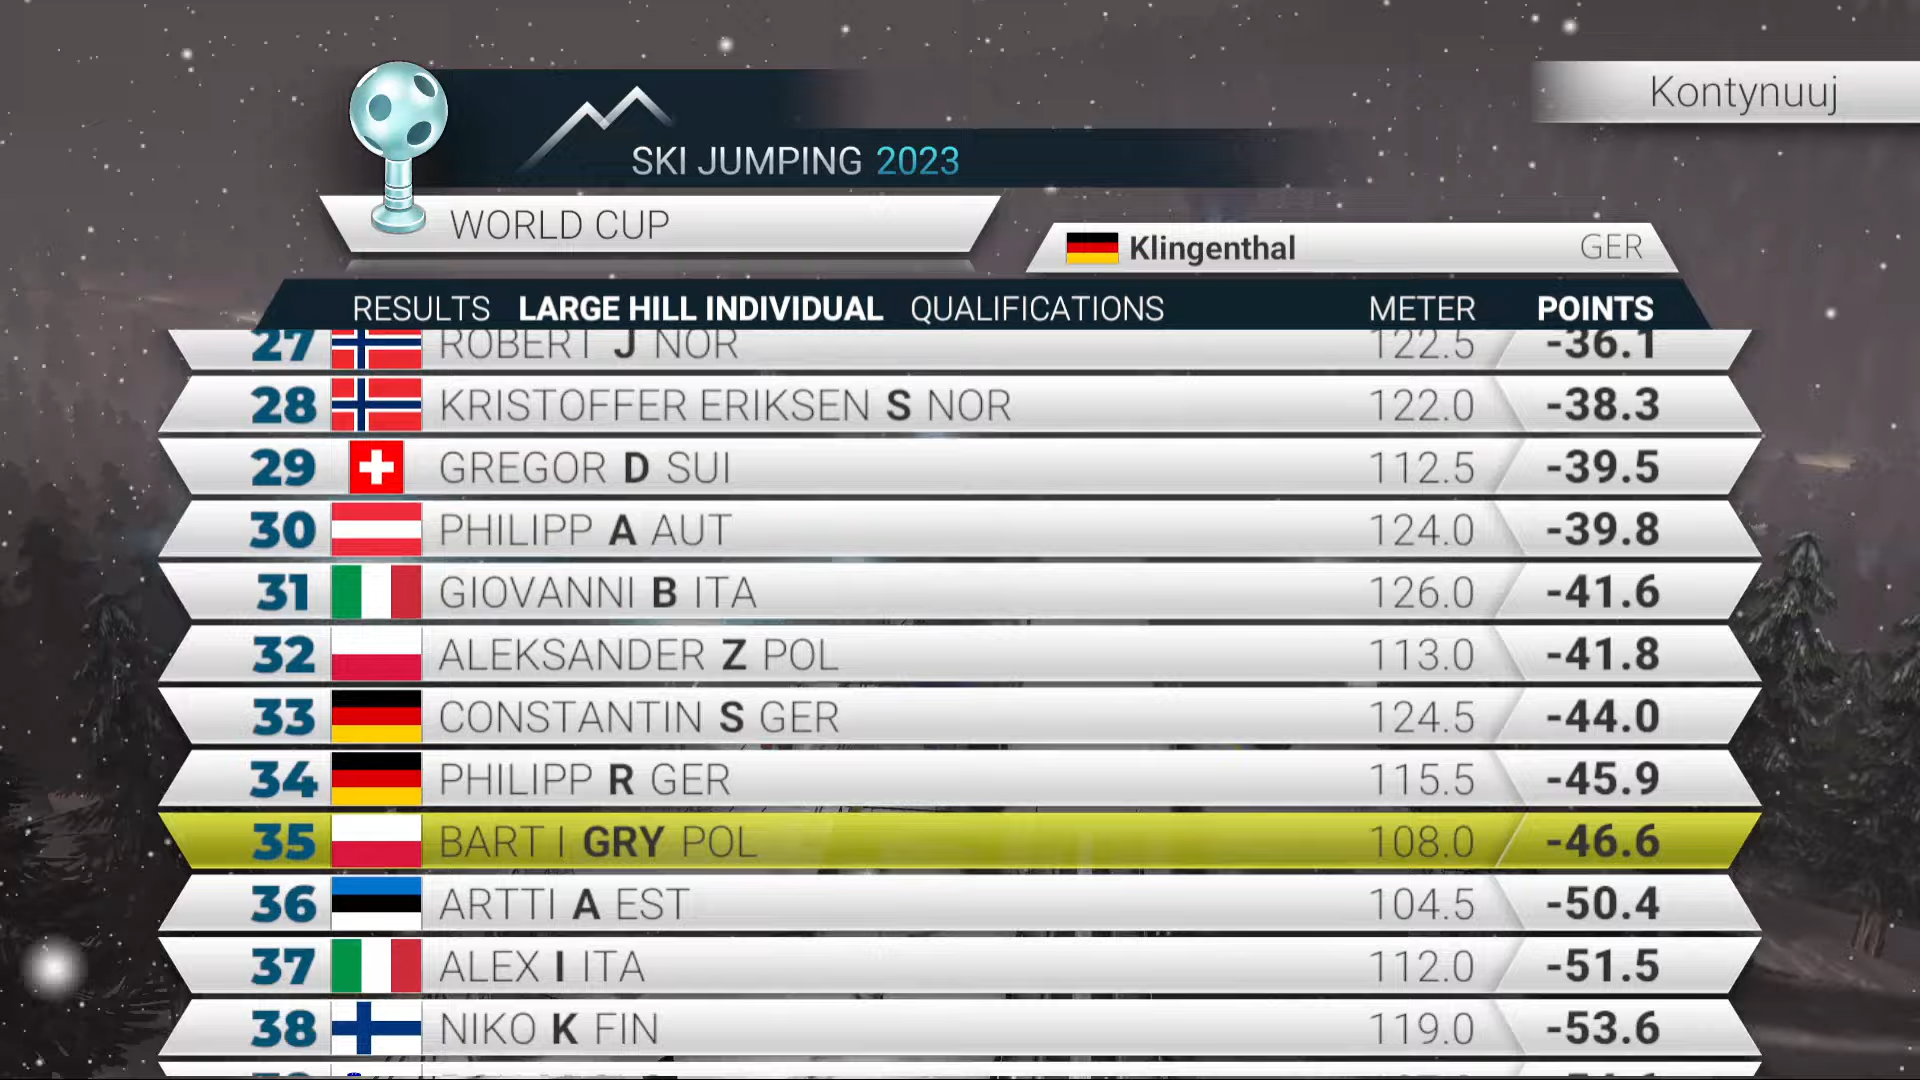 Kontynuuj
SKI JUMPING 2023
WORLD CUP
Klingenthal GER
RESULTS LARGE HILL INDIVIDUAL QUALIFICATIONS METER POINTS
27 ROBERT J NOR 122.5 -36.1
28 KRISTOFFER ERIKSEN S NOR 122.0 -38.3
29 GREGOR D SUI 112.5 -39.5
30 PHILIPP A AUT 124.0 -39.8
31 GIOVANNI B ITA 126.0 -41.6
32 ALEKSANDER Z POL 113.0 -41.8
33 CONSTANTIN S GER 124.5 -44.0
34 PHILIPP R GER 115.5 -45.9
35 BART I GRY POL 108.0 -46.6
36 ARTTI A EST 104.5 -50.4
37 ALEX I ITA 112.0 -51.5
38 NIKO K FIN 119.0 -53.6